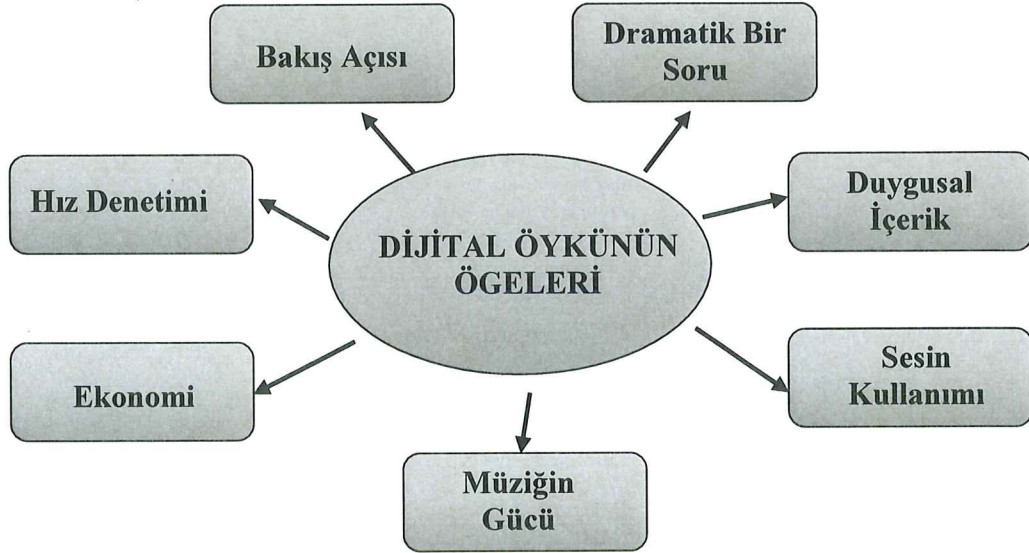 Bakış Açısı
Dramatik Bir
Soru
Hız Denetimi
Duygusal
İçerik
DİJİTAL ÖYKÜNÜN
ÖGELERİ
Ekonomi
Sesin
Kullanımı
Müziğin
Gücü